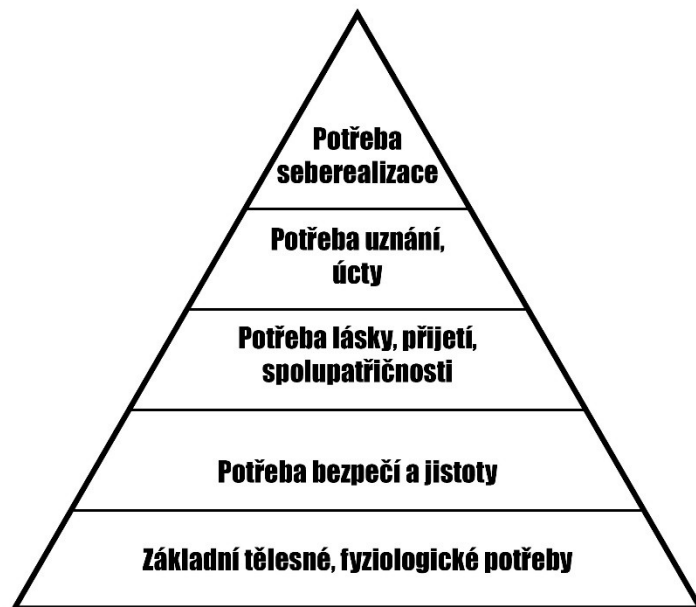 Potřeba
seberealizace
Potřeba uznání,
úcty
Potřeba lásky, přijetí,
spolupatřičnosti
Potřeba bezpečí a jistoty
Základní tělesné, fyziologické potřeby